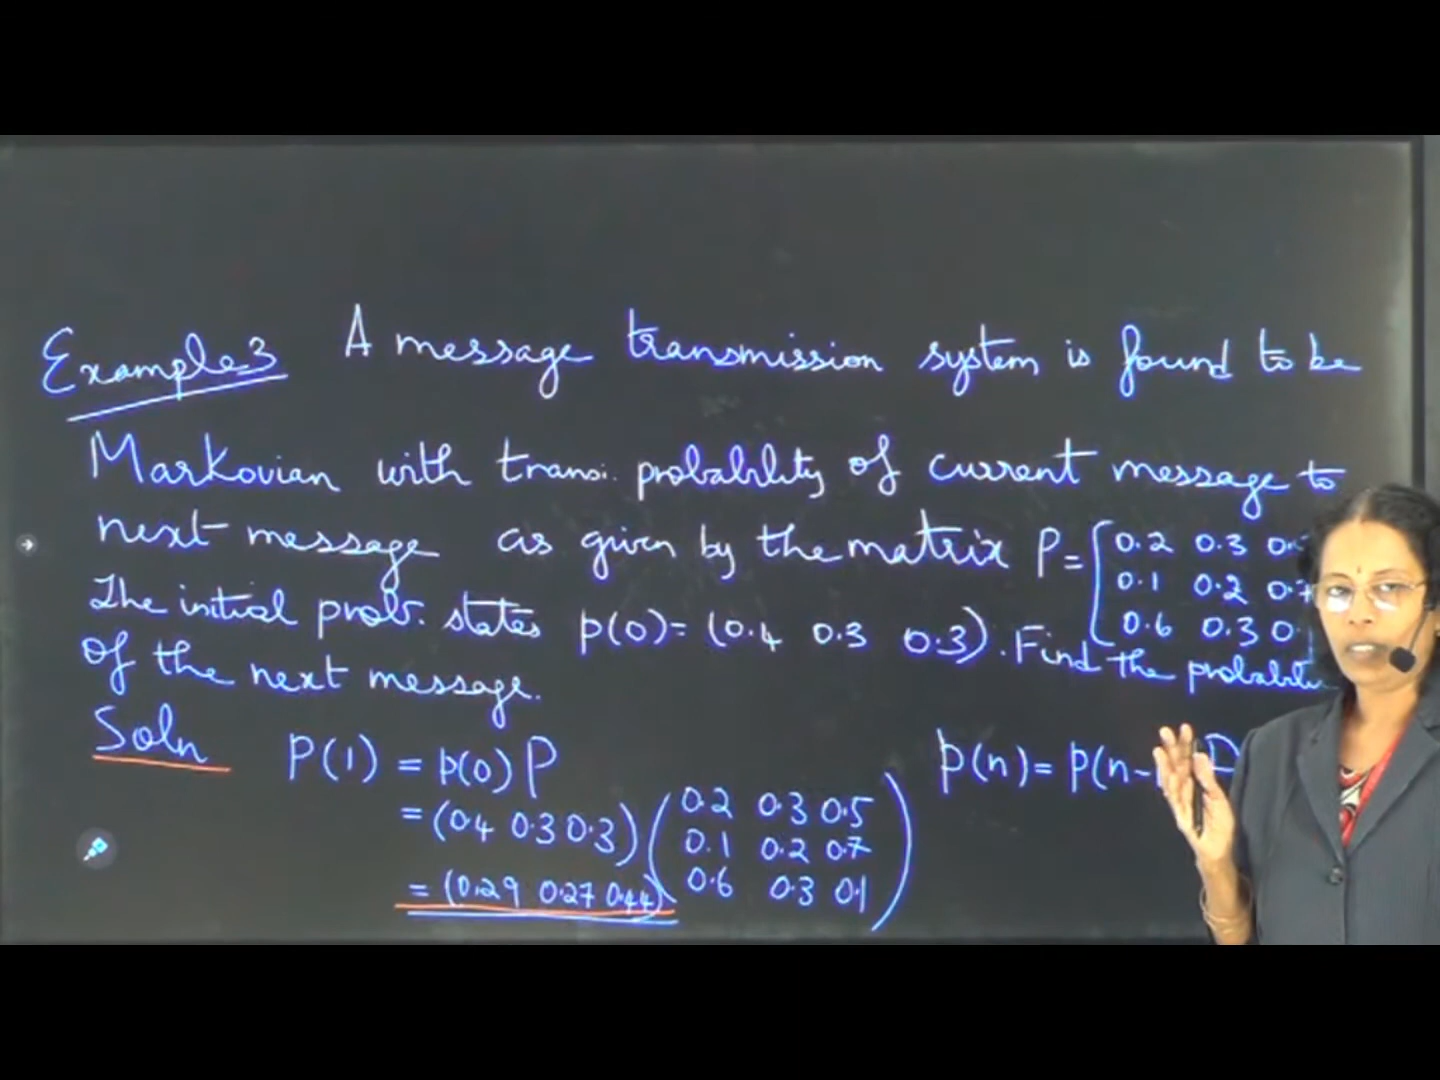 Example 3 A message transmission system is found to be
Markovian with transi. probability of current message to
next message as given by the matrix P = [0.2 0.3
0.1 0.2 0.7
0.6 0.3 0.
The initial prob. states p(0) = (0.4 0.3 0.3). Find the
of the next message.
Soln P(1) = p(0) P
p(n) = p(n-
= (0.4 0.3 0.3) (0.2 0.3 0.5
0.1 0.2 0.7
0.6 0.3 0.1)
= (0.29 0.27 0.44)